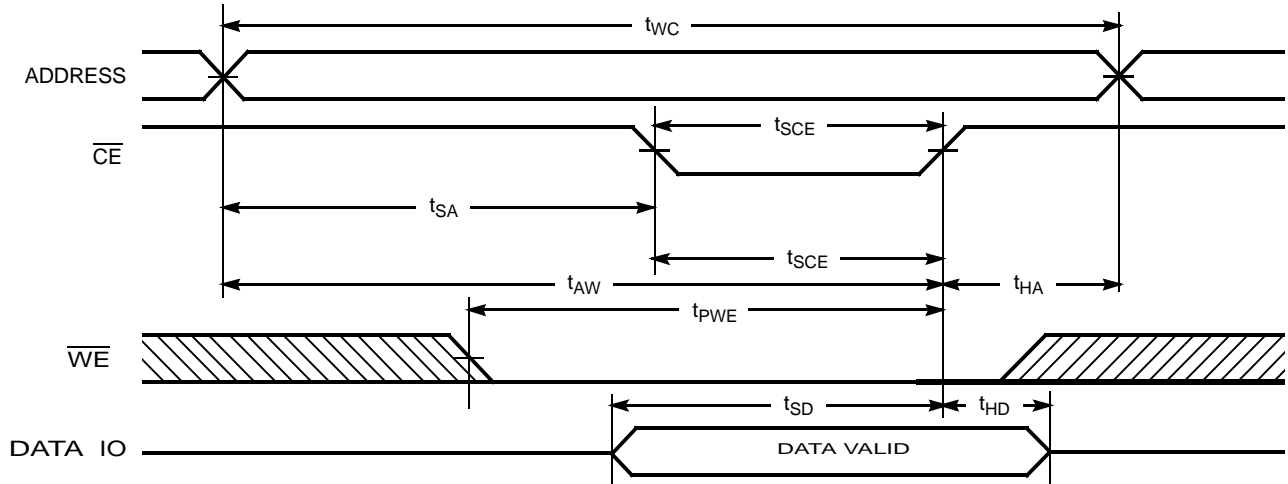 tWC
ADDRESS
tSCE
CE
tSA
tSCE
tAW
tHA
tPWE
WE
tSD
tHD
DATA IO
DATA VALID